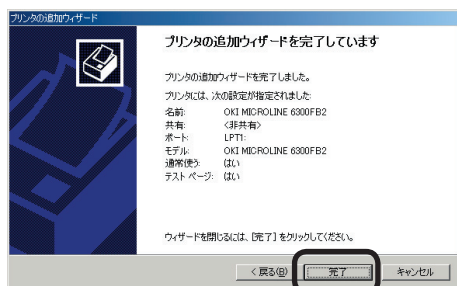 プリンタの追加ウィザード
プリンタの追加ウィザードを完了しています
プリンタの追加ウィザードを完了しました。
プリンタには、次の設定が指定されました:
名前: OKI MICROLINE 6300FB2
共有: <非共有>
ポート: LPT1:
モデル: OKI MICROLINE 6300FB2
通常使う: はい
テスト ページ: はい
ウィザードを閉じるには、[完了] をクリックしてください。
< 戻る(B) 完了 キャンセル